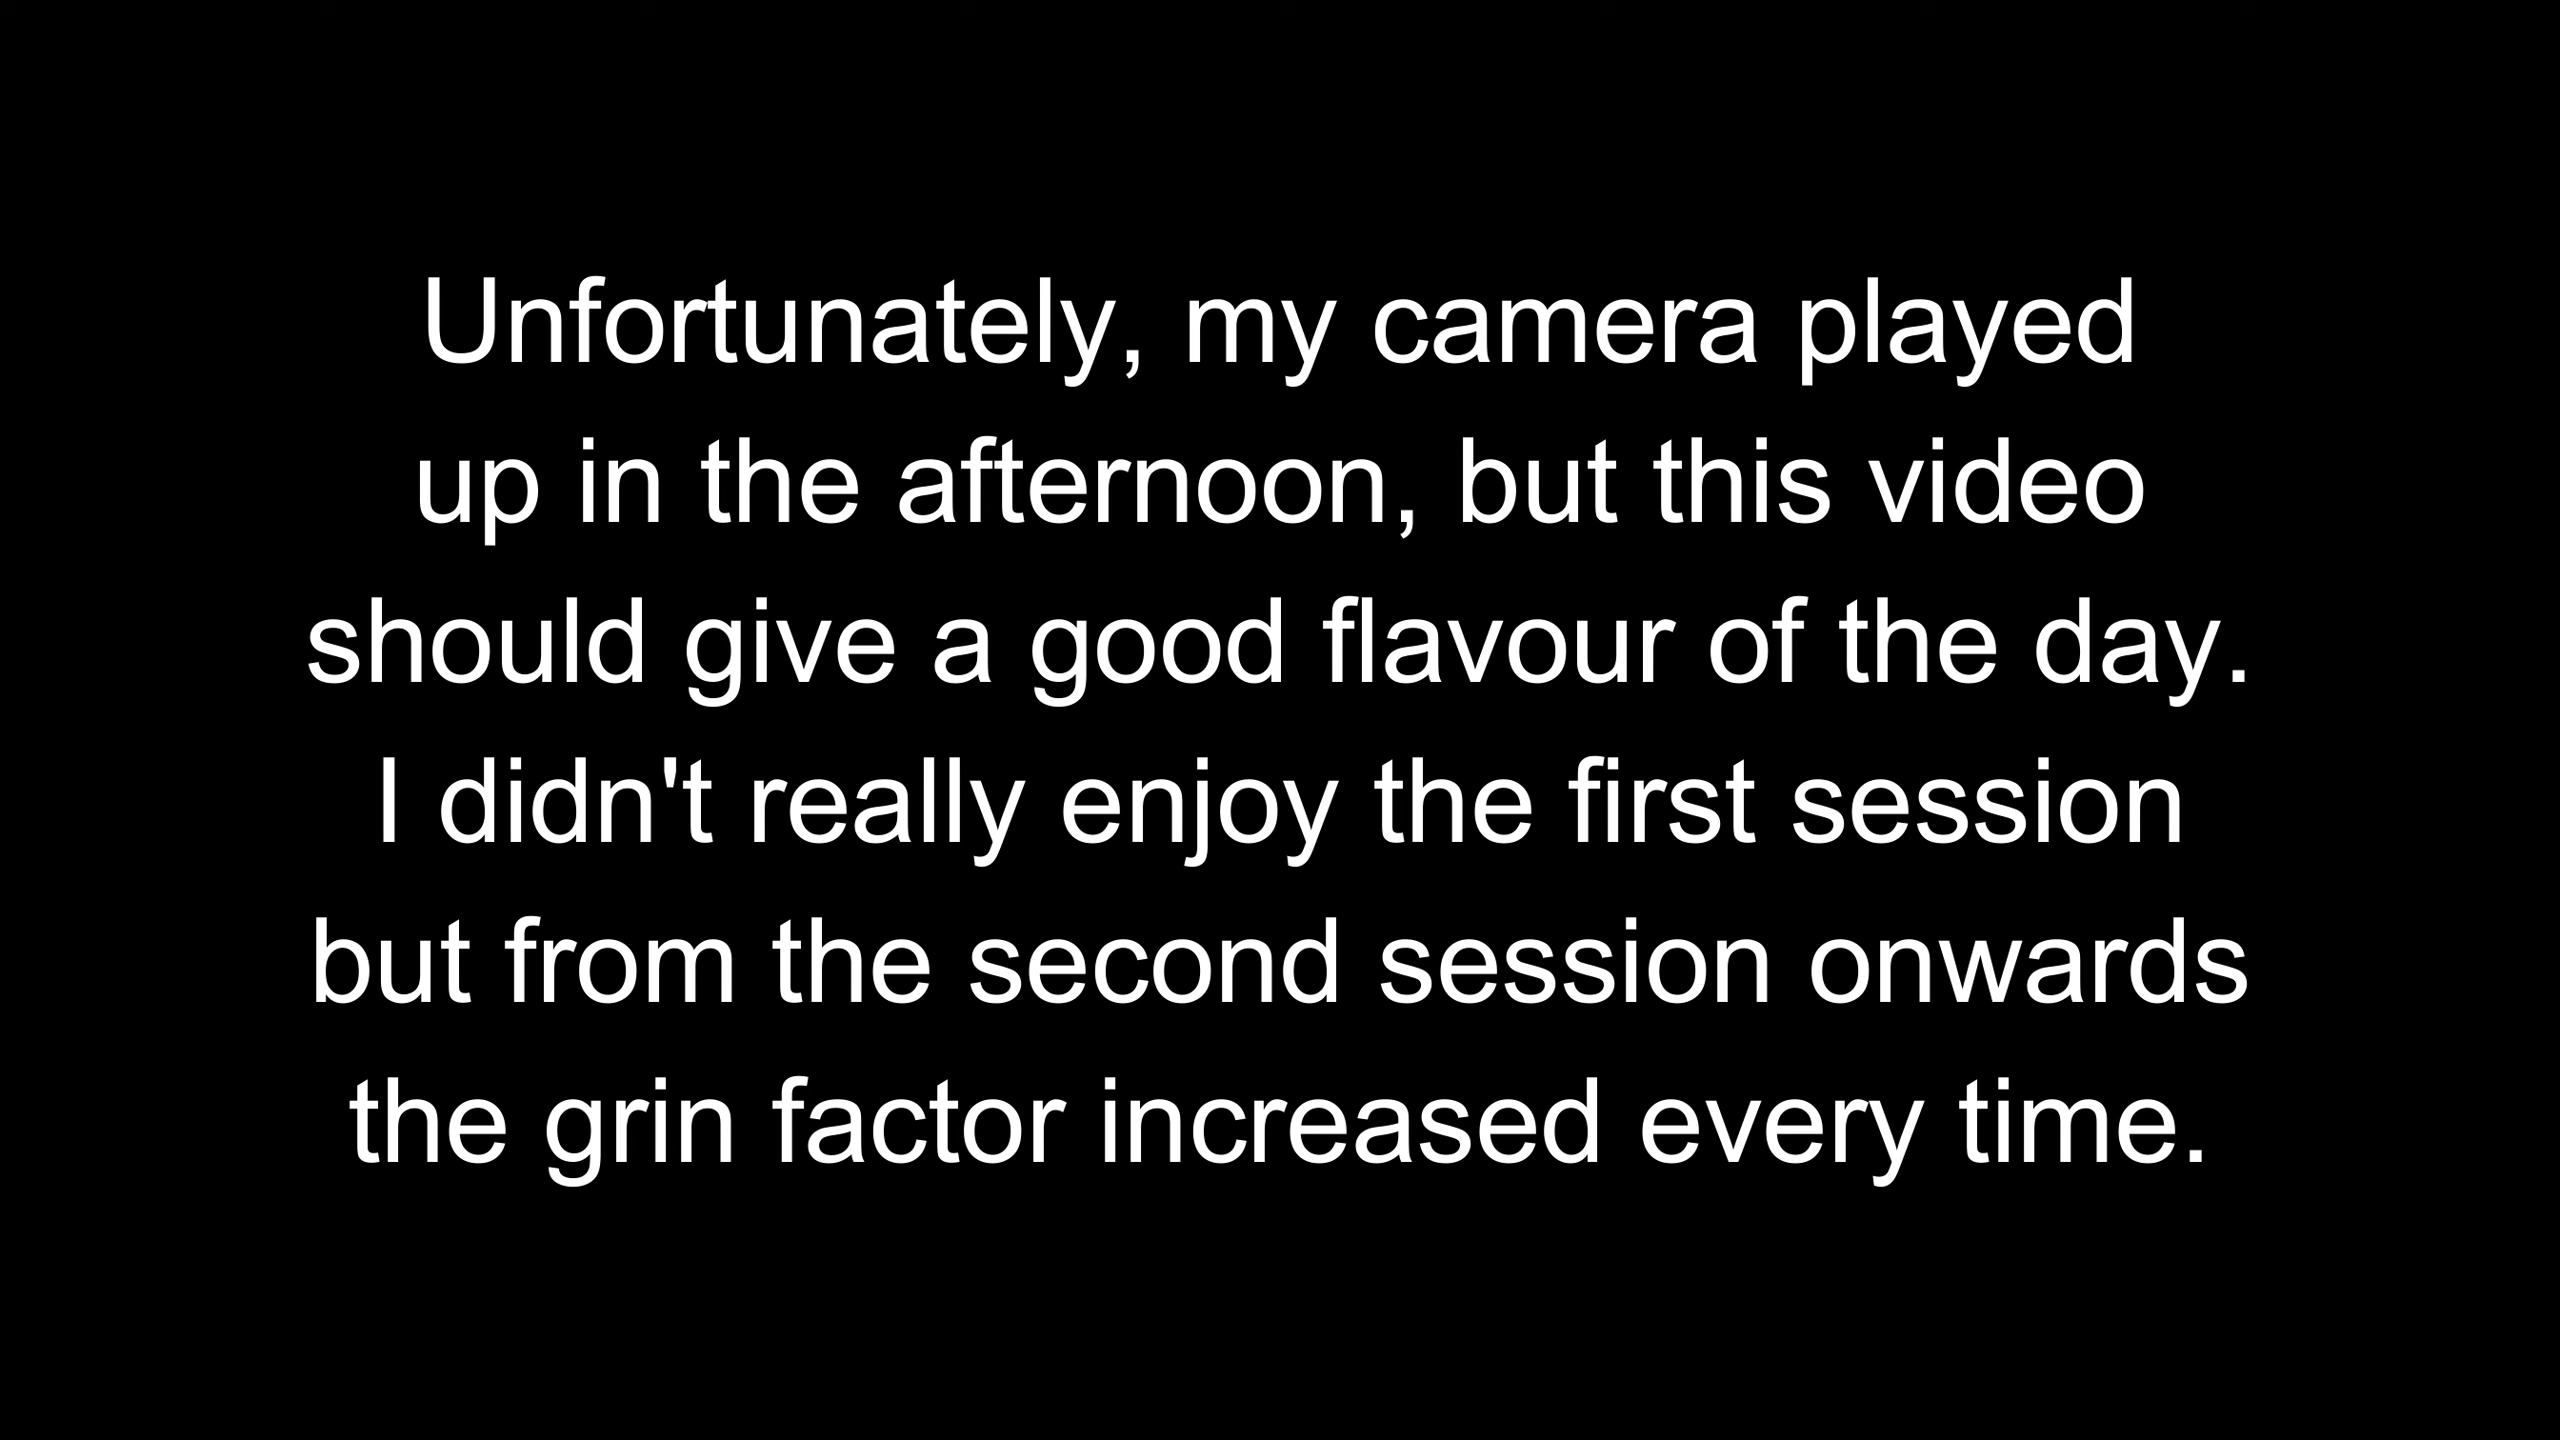 Unfortunately, my camera played
up in the afternoon, but this video
should give a good flavour of the day.
I didn't really enjoy the first session
but from the second session onwards
the grin factor increased every time.